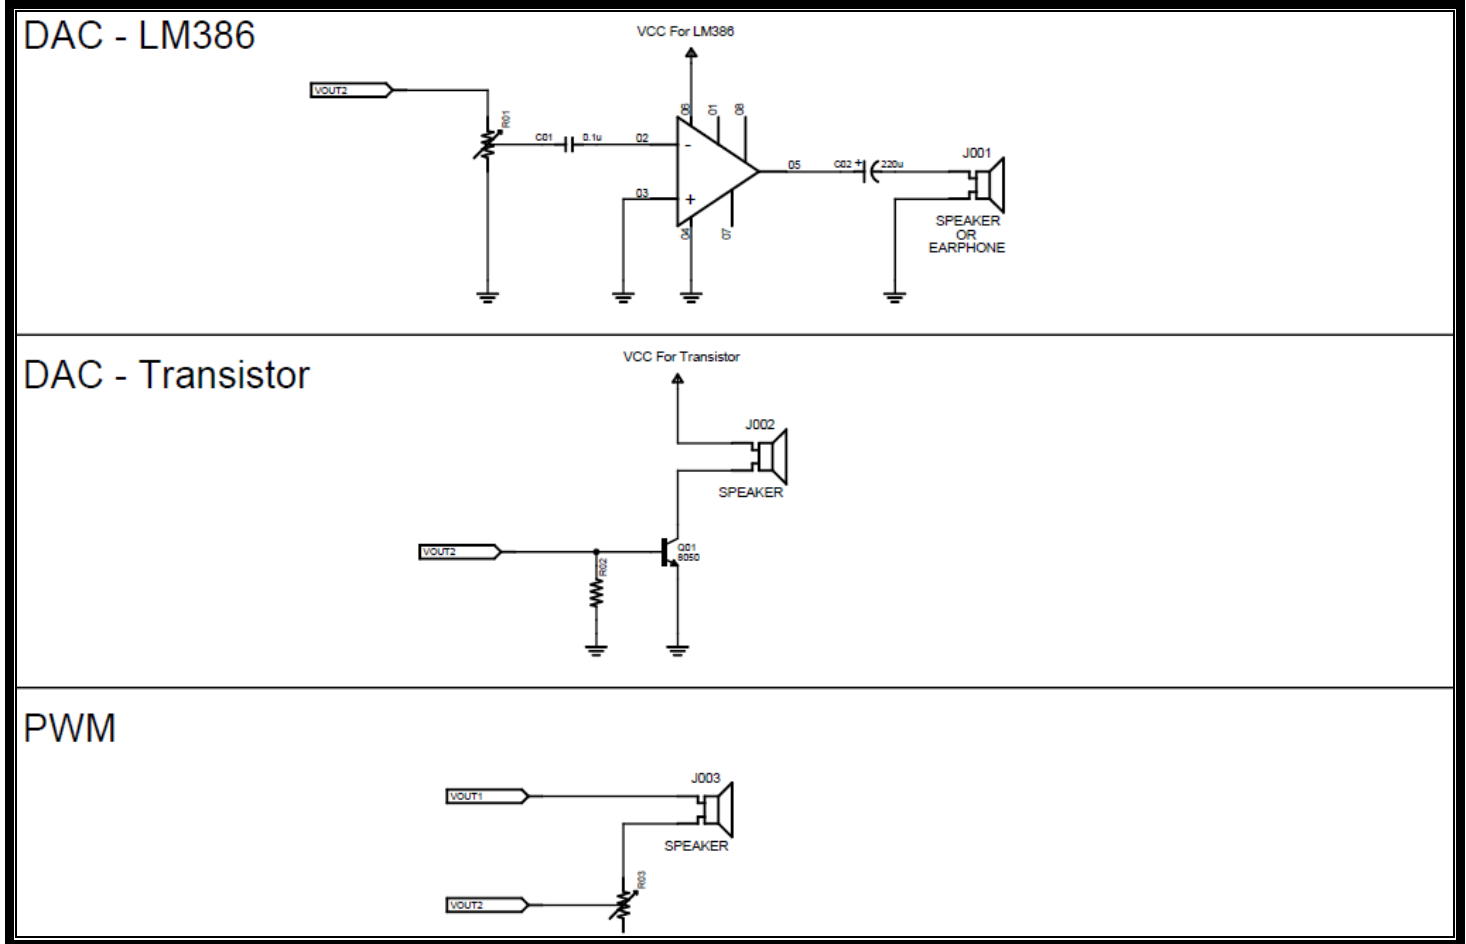 DAC - LM386
VCC For LM386
VOUT2
R01
C01
0.1u
02
06
01
08
-
05
C02
+
220u
J001
03
+
04
07
SPEAKER
OR
EARPHONE
DAC - Transistor
VCC For Transistor
J002
SPEAKER
VOUT2
R02
Q01
8050
PWM
J003
VOUT1
SPEAKER
R03
VOUT2